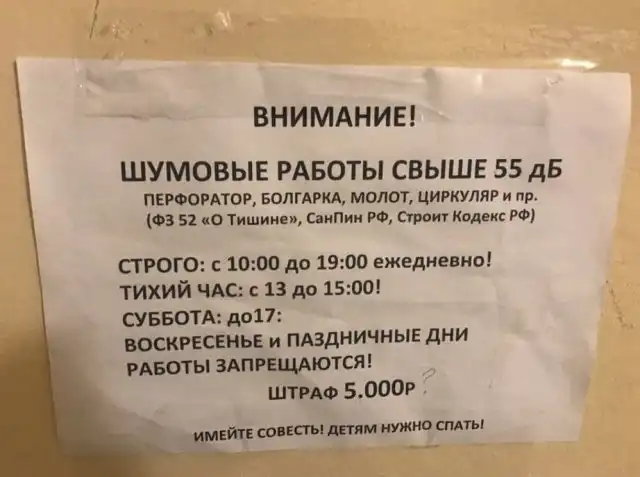 ВНИМАНИЕ!
ШУМОВЫЕ РАБОТЫ СВЫШЕ 55 дБ
ПЕРФОРАТОР, БОЛГАРКА, МОЛОТ, ЦИРКУЛЯР и пр.
(ФЗ 52 «О Тишине», СанПин РФ, Строит Кодекс РФ)
СТРОГО: с 10:00 до 19:00 ежедневно!
ТИХИЙ ЧАС: с 13 до 15:00!
СУББОТА: до17:
ВОСКРЕСЕНЬЕ и ПАЗДНИЧНЫЕ ДНИ
РАБОТЫ ЗАПРЕЩАЮТСЯ!
ШТРАФ 5.000Р ?
ИМЕЙТЕ СОВЕСТЬ! ДЕТЯМ НУЖНО СПАТЬ!